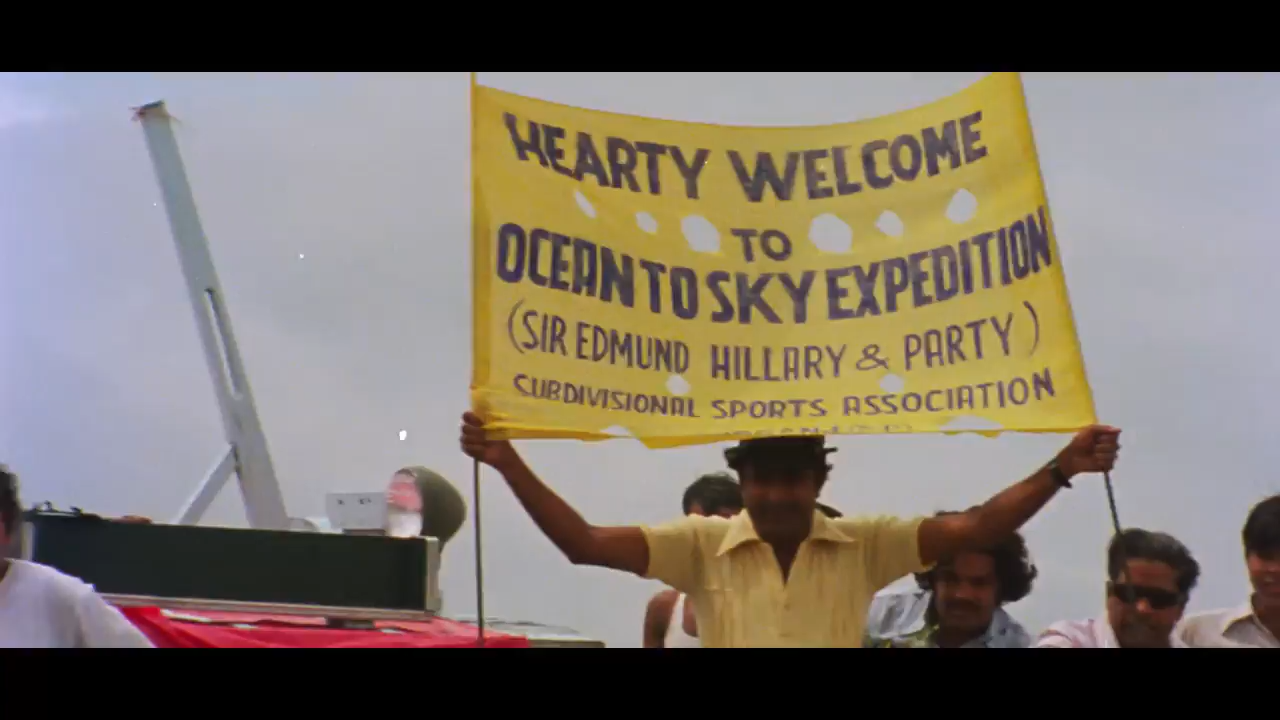 HEARTY WELCOME
TO
OCEAN TO SKY EXPEDITION
(SIR EDMUND HILLARY & PARTY)
SUBDIVISIONAL SPORTS ASSOCIATION